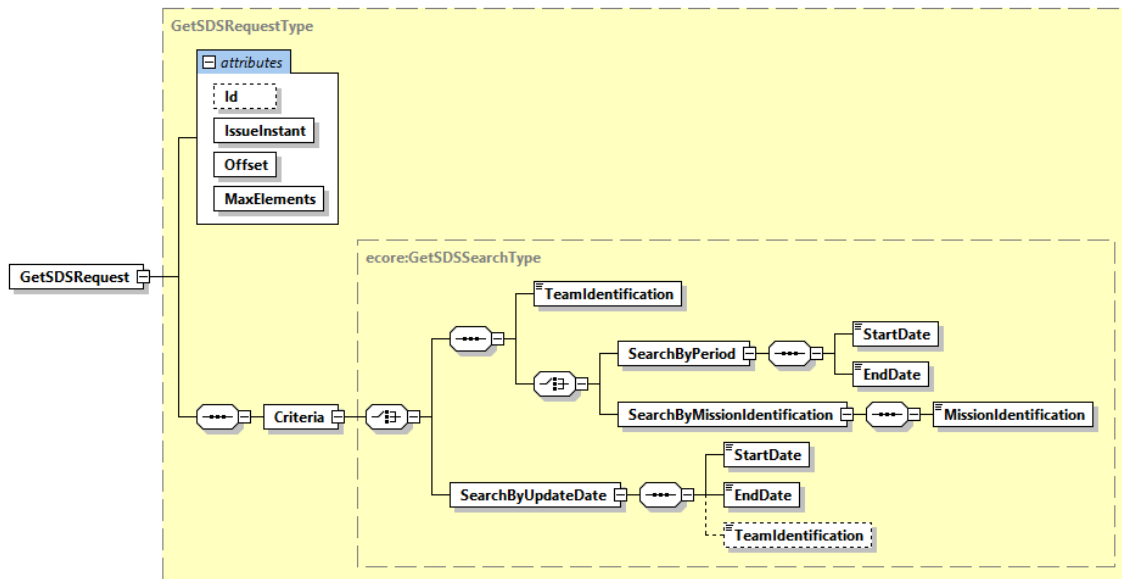 GetSDSRequestType
attributes
Id
IssueInstant
Offset
MaxElements
GetSDSRequest
ecore:GetSDSSearchType
TeamIdentification
SearchByPeriod
StartDate
EndDate
SearchByMissionIdentification
MissionIdentification
Criteria
SearchByUpdateDate
StartDate
EndDate
TeamIdentification